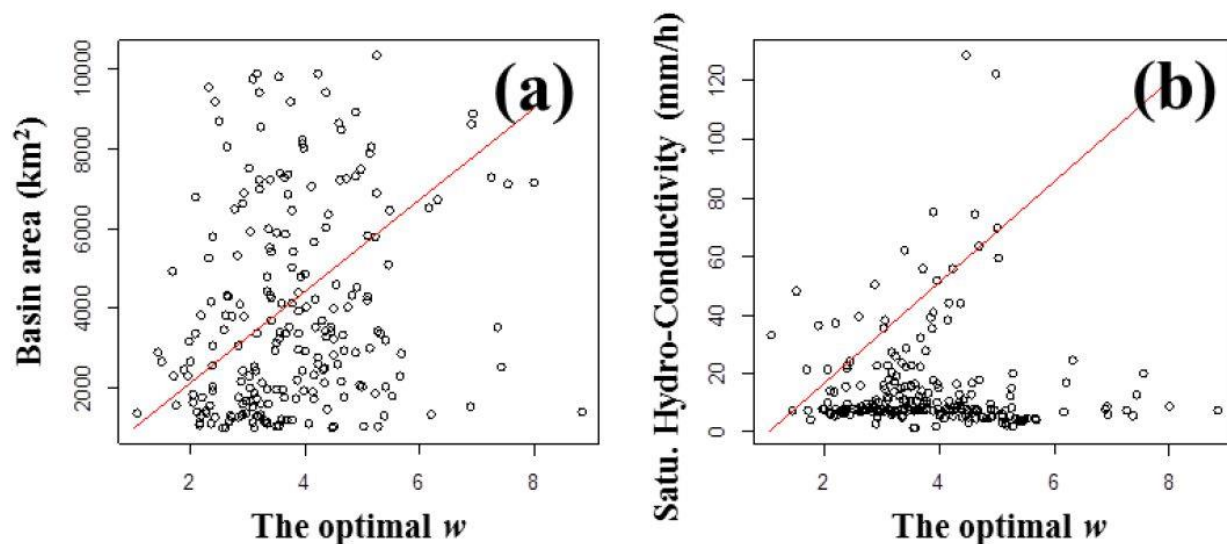 (a)
Basin area (km²)
10000
8000
6000
4000
2000
2 4 6 8
The optimal w
(b)
Satu. Hydro-Conductivity (mm/h)
120
100
80
60
40
20
0
2 4 6 8
The optimal w